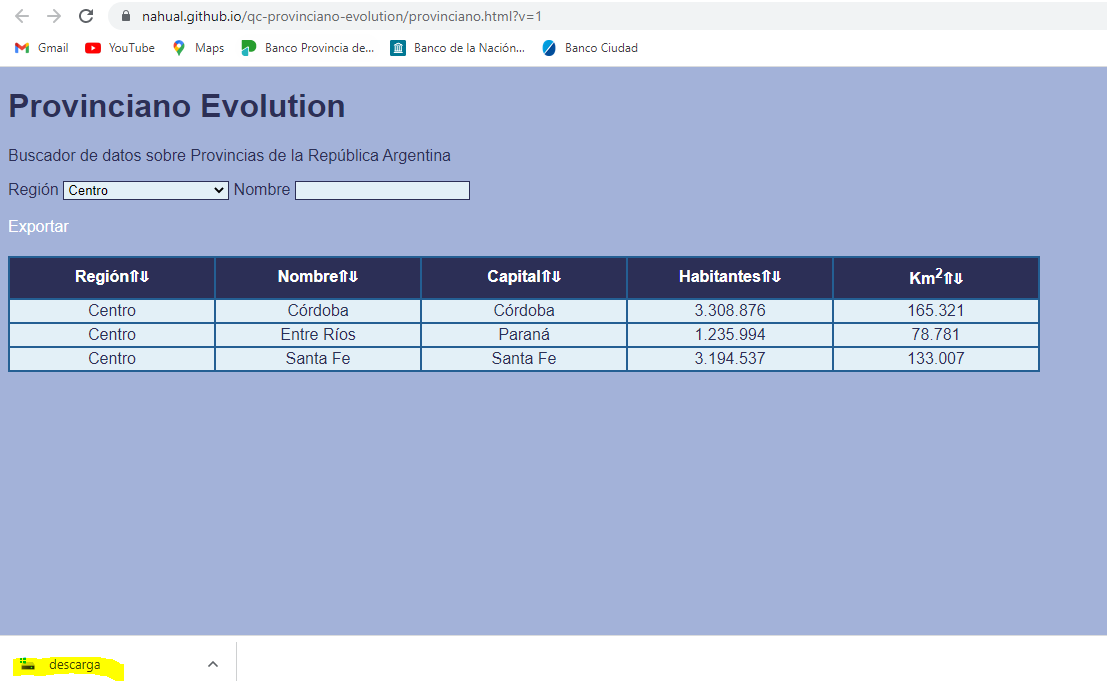 nahual.github.io/qc-provinciano-evolution/provinciano.html?v=1
Gmail YouTube Maps Banco Provincia de... Banco de la Nación... Banco Ciudad
Provinciano Evolution
Buscador de datos sobre Provincias de la República Argentina
Región Centro Nombre
Exportar
Región⇑⇓ Nombre⇑⇓ Capital⇑⇓ Habitantes⇑⇓ Km²⇑⇓
Centro Córdoba Córdoba 3.308.876 165.321
Centro Entre Ríos Paraná 1.235.994 78.781
Centro Santa Fe Santa Fe 3.194.537 133.007
descarga